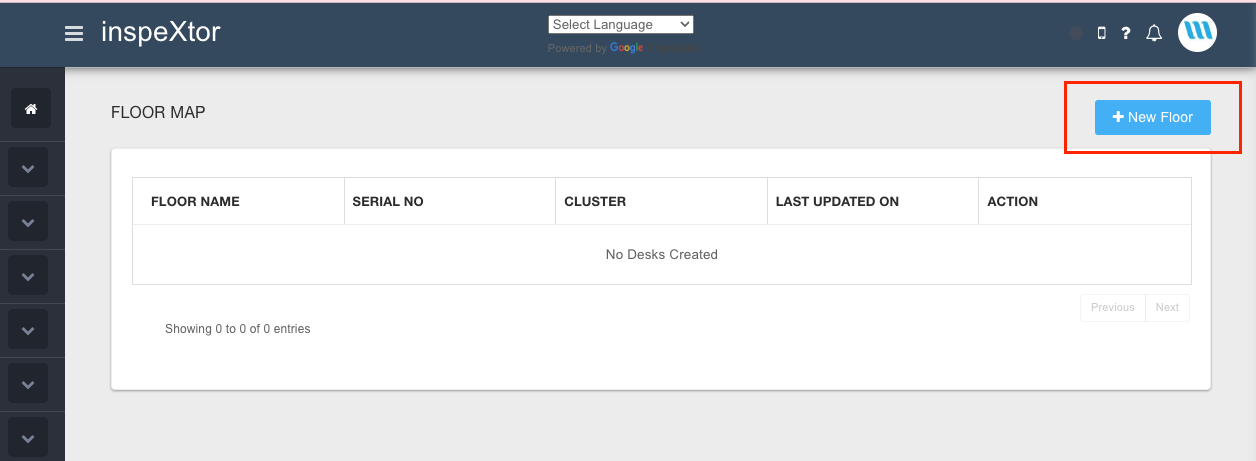 inspeXtor
Select Language
Powered by Google
?
FLOOR MAP
New Floor
FLOOR NAME SERIAL NO CLUSTER LAST UPDATED ON ACTION
No Desks Created
Previous Next
Showing 0 to 0 of 0 entries